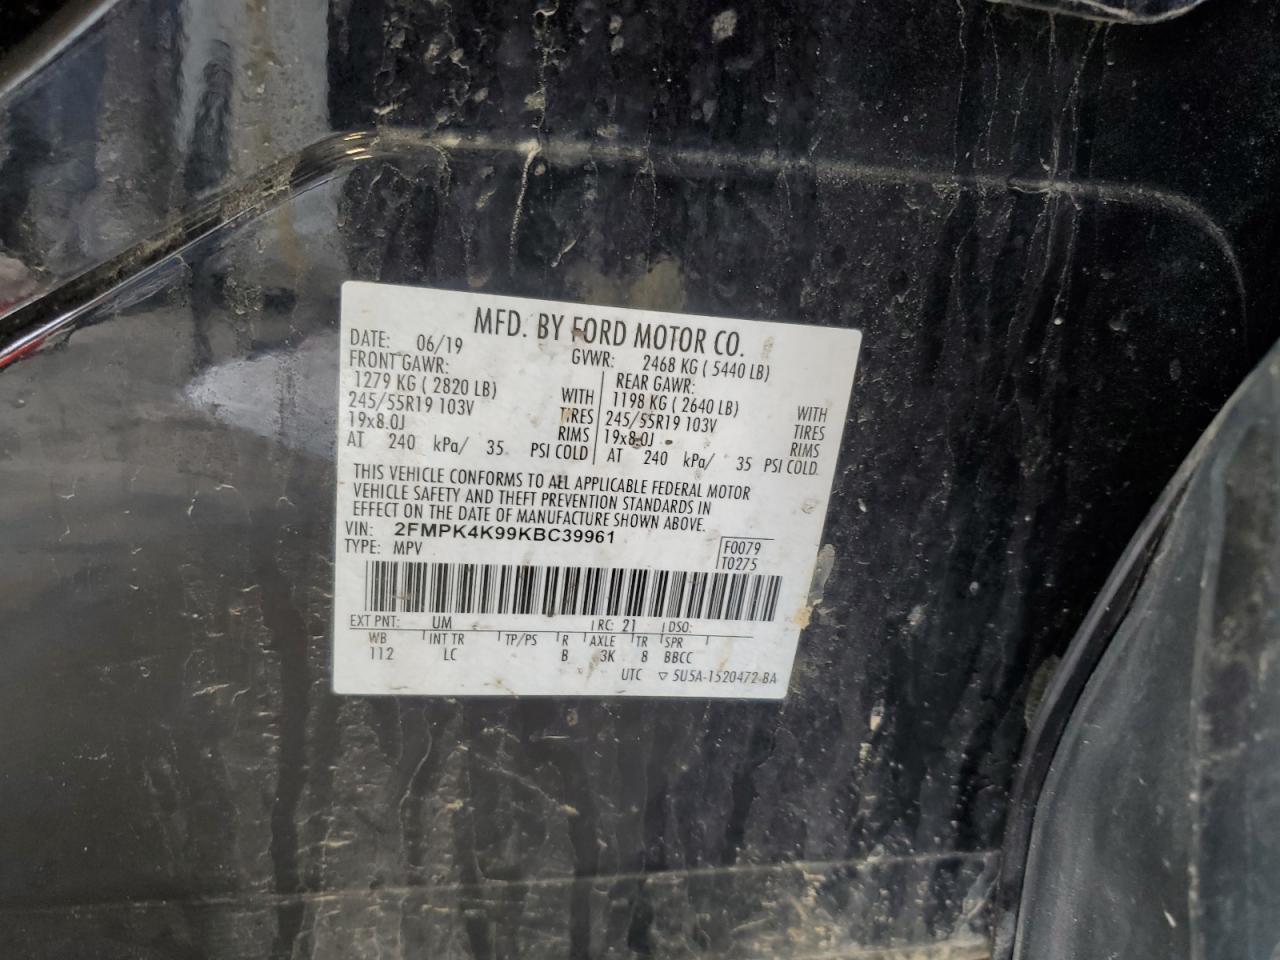 MFD. BY FORD MOTOR CO.
DATE: 06/19 GVWR: 2468 KG ( 5440 LB)
FRONT GAWR: REAR GAWR:
1279 KG ( 2820 LB) WITH 1198 KG ( 2640 LB) WITH
245/55R19 103V TIRES 245/55R19 103V TIRES
19x8.0J RIMS 19x8.0J RIMS
AT 240 kPa/ 35 PSI COLD AT 240 kPa/ 35 PSI COLD.
THIS VEHICLE CONFORMS TO ALL APPLICABLE FEDERAL MOTOR
VEHICLE SAFETY AND THEFT PREVENTION STANDARDS IN
EFFECT ON THE DATE OF MANUFACTURE SHOWN ABOVE.
VIN: 2FMPK4K99KBC39961 F0079
TYPE: MPV T0275
EXT PNT: UM RC: 21 DSO:
WB INT TR TP/PS R AXLE TR SPR
112 LC B 3K 8 BBCC
UTC ▽ 5U5A-1520472-BA